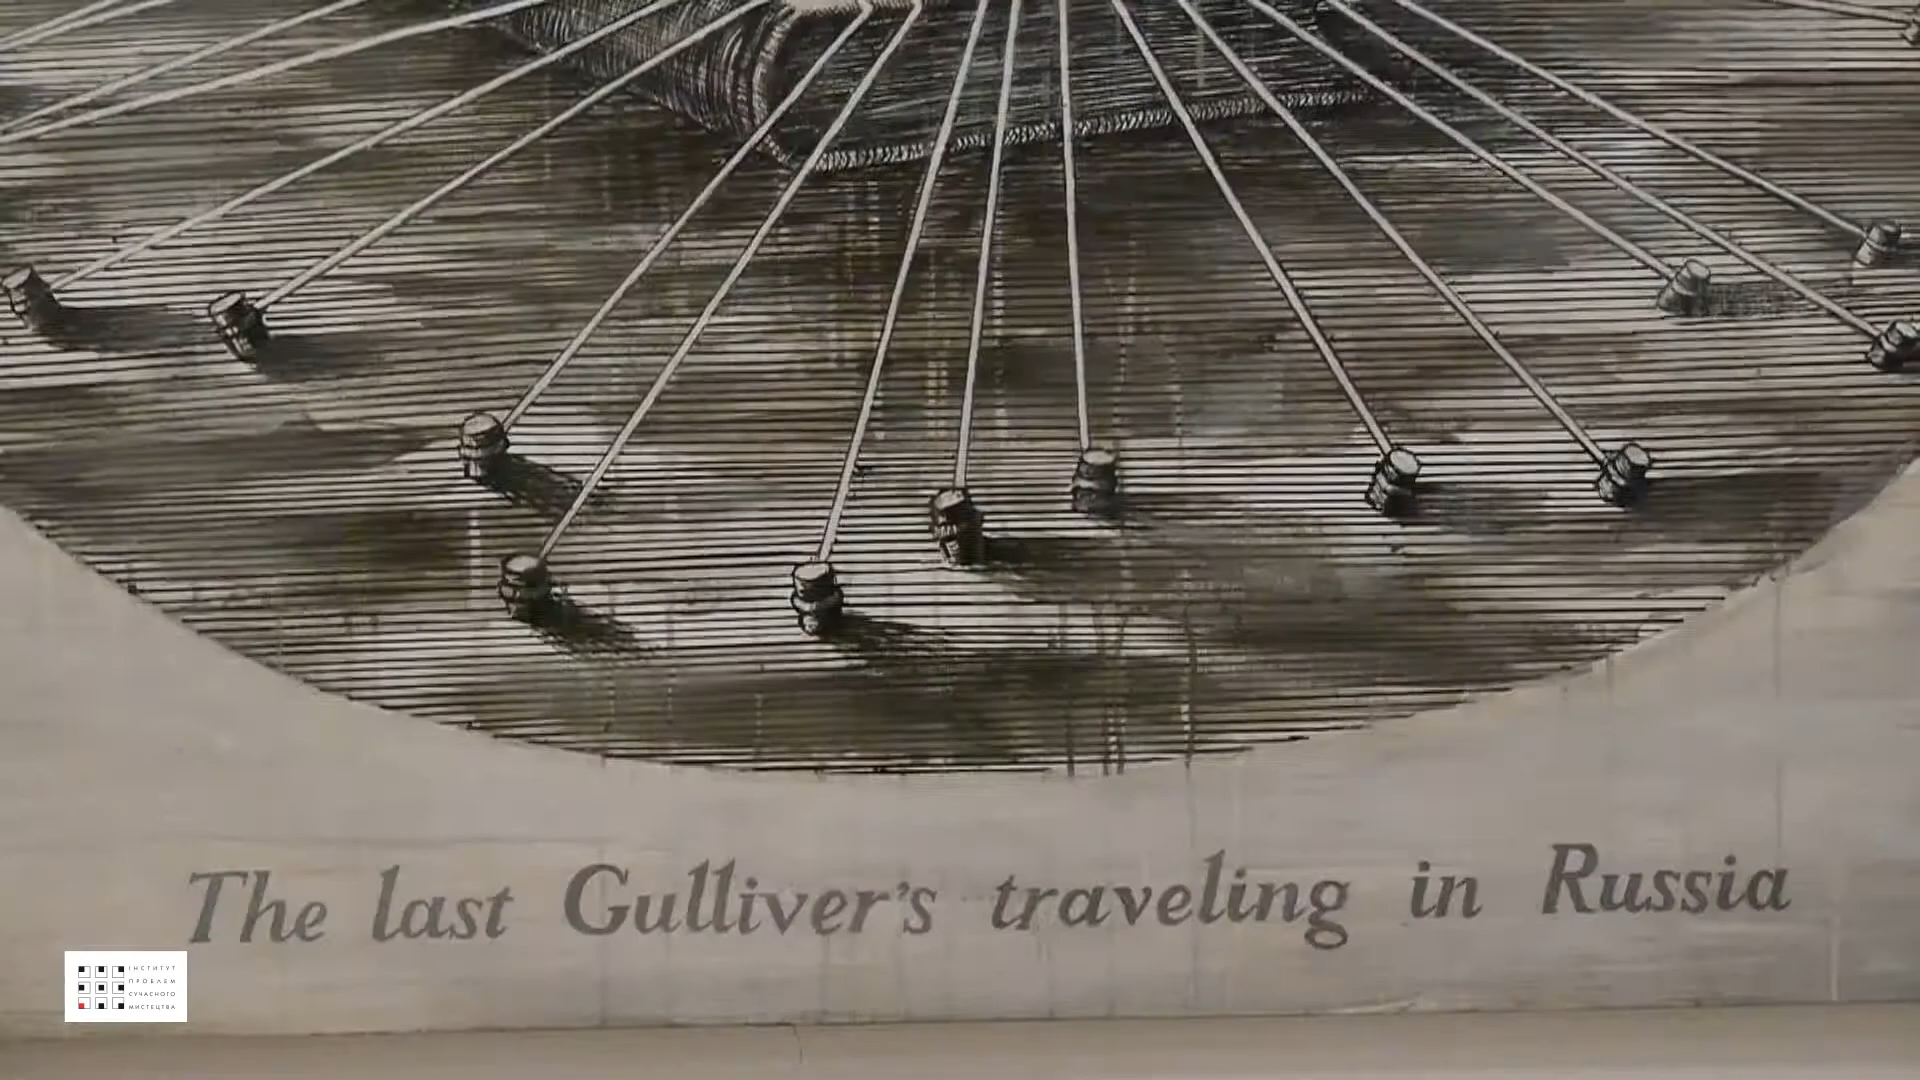 The last Gulliver's traveling in Russia
ІНСТИТУТ
ПРОБЛЕМ
СУЧАСНОГО
МИСТЕЦТВА